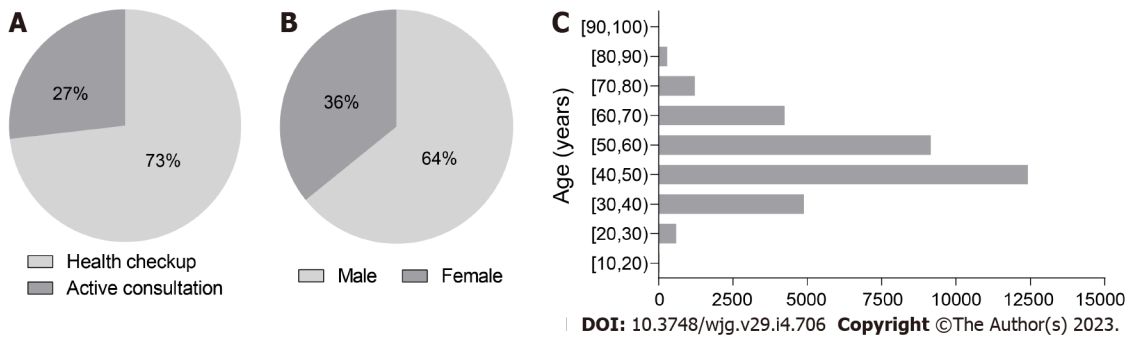 A
27%
73%
Health checkup
Active consultation
B
36%
64%
Male
Female
C
Age (years)
[90,100)
[80,90)
[70,80)
[60,70)
[50,60)
[40,50)
[30,40)
[20,30)
[10,20)
0 2500 5000 7500 10000 12500 15000
DOI: 10.3748/wjg.v29.i4.706 Copyright ©The Author(s) 2023.